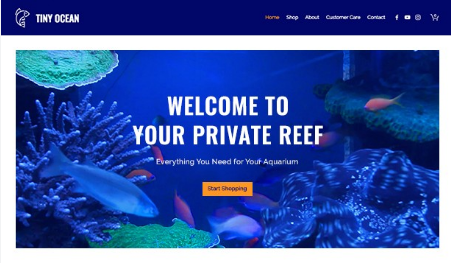 TINY OCEAN
Home Shop About Customer Care Contact
WELCOME TO
YOUR PRIVATE REEF
Everything You Need for Your Aquarium
Start Shopping